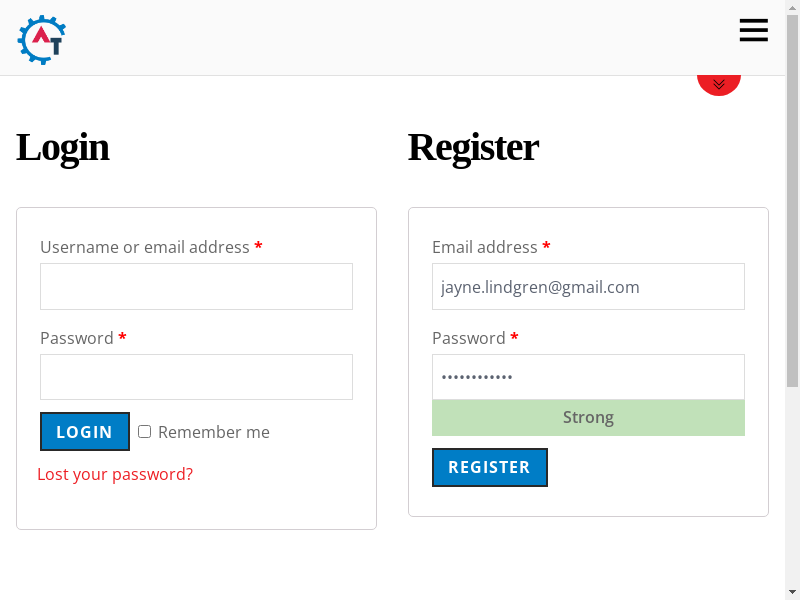 AT
Login
Username or email address *
Password *
LOGIN
Remember me
Lost your password?
Register
Email address *
jayne.lindgren@gmail.com
Password *
••••••••••••
Strong
REGISTER